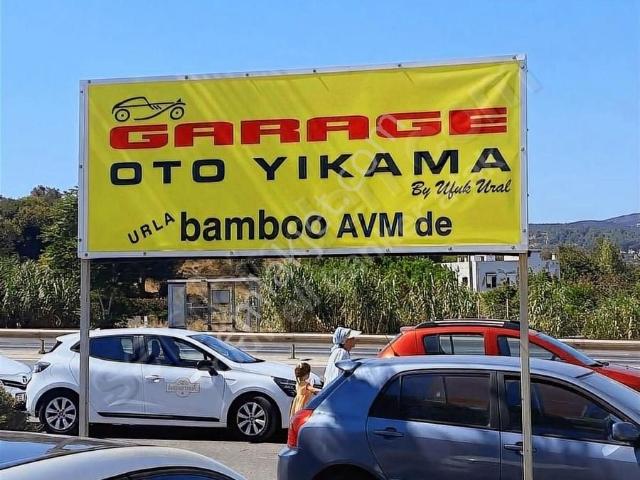 GARAGE
OTO YIKAMA
By Ufuk Ural
URLA bamboo AVM de